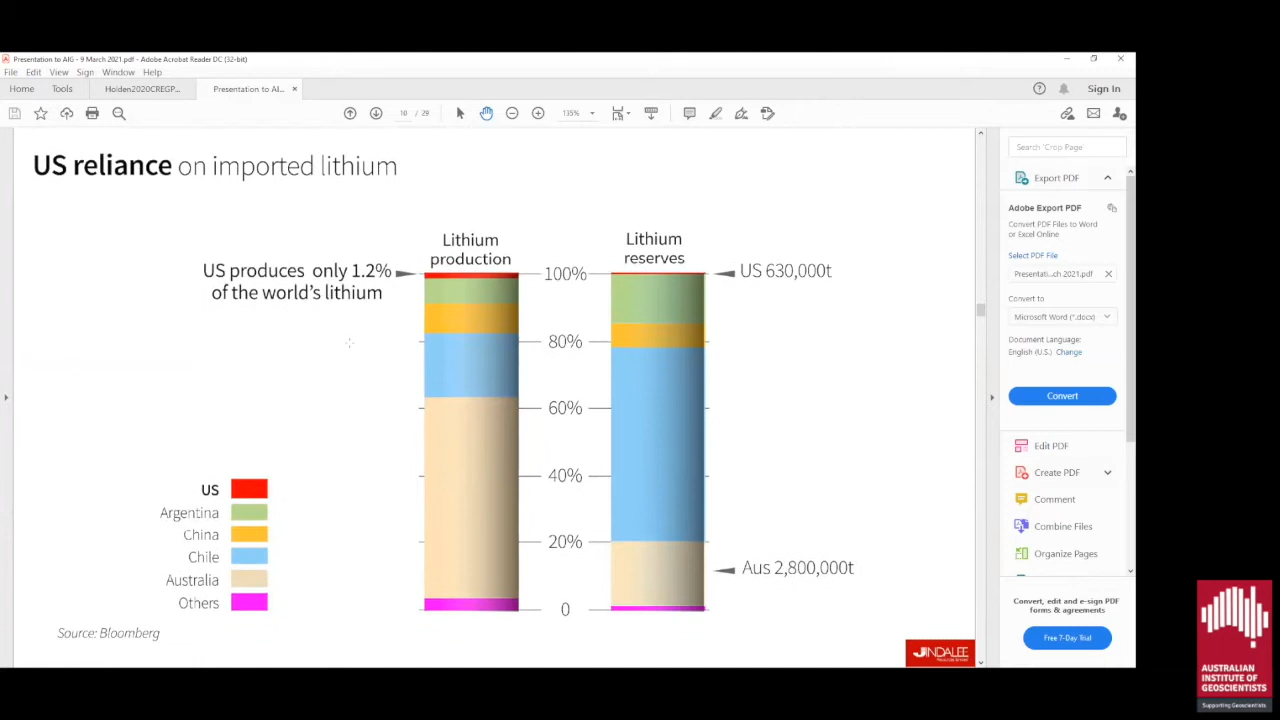 Presentation to AIG - 9 March 2021.pdf - Adobe Acrobat Reader DC (32-bit)
File Edit View Sign Window Help
Home Tools Holden2020CREGP... Presentation to AI... × Sign In
10 / 29 135%
US reliance on imported lithium
Lithium
production
Lithium
reserves
US produces only 1.2%
of the world's lithium
100%
US 630,000t
80%
60%
40%
20%
Aus 2,800,000t
0
US
Argentina
China
Chile
Australia
Others
Source: Bloomberg
JINDALEE
Search 'Crop Page'
Export PDF
Adobe Export PDF
Convert PDF Files to Word
or Excel Online
Select PDF File
Presentati...ch 2021.pdf ×
Convert to
Microsoft Word (*.docx)
Document Language:
English (U.S.) Change
Convert
Edit PDF
Create PDF
Comment
Combine Files
Organize Pages
Convert, edit and e-sign PDF
forms & agreements
Free 7-Day Trial
AUSTRALIAN
INSTITUTE OF
GEOSCIENTISTS
Supporting Geoscientists